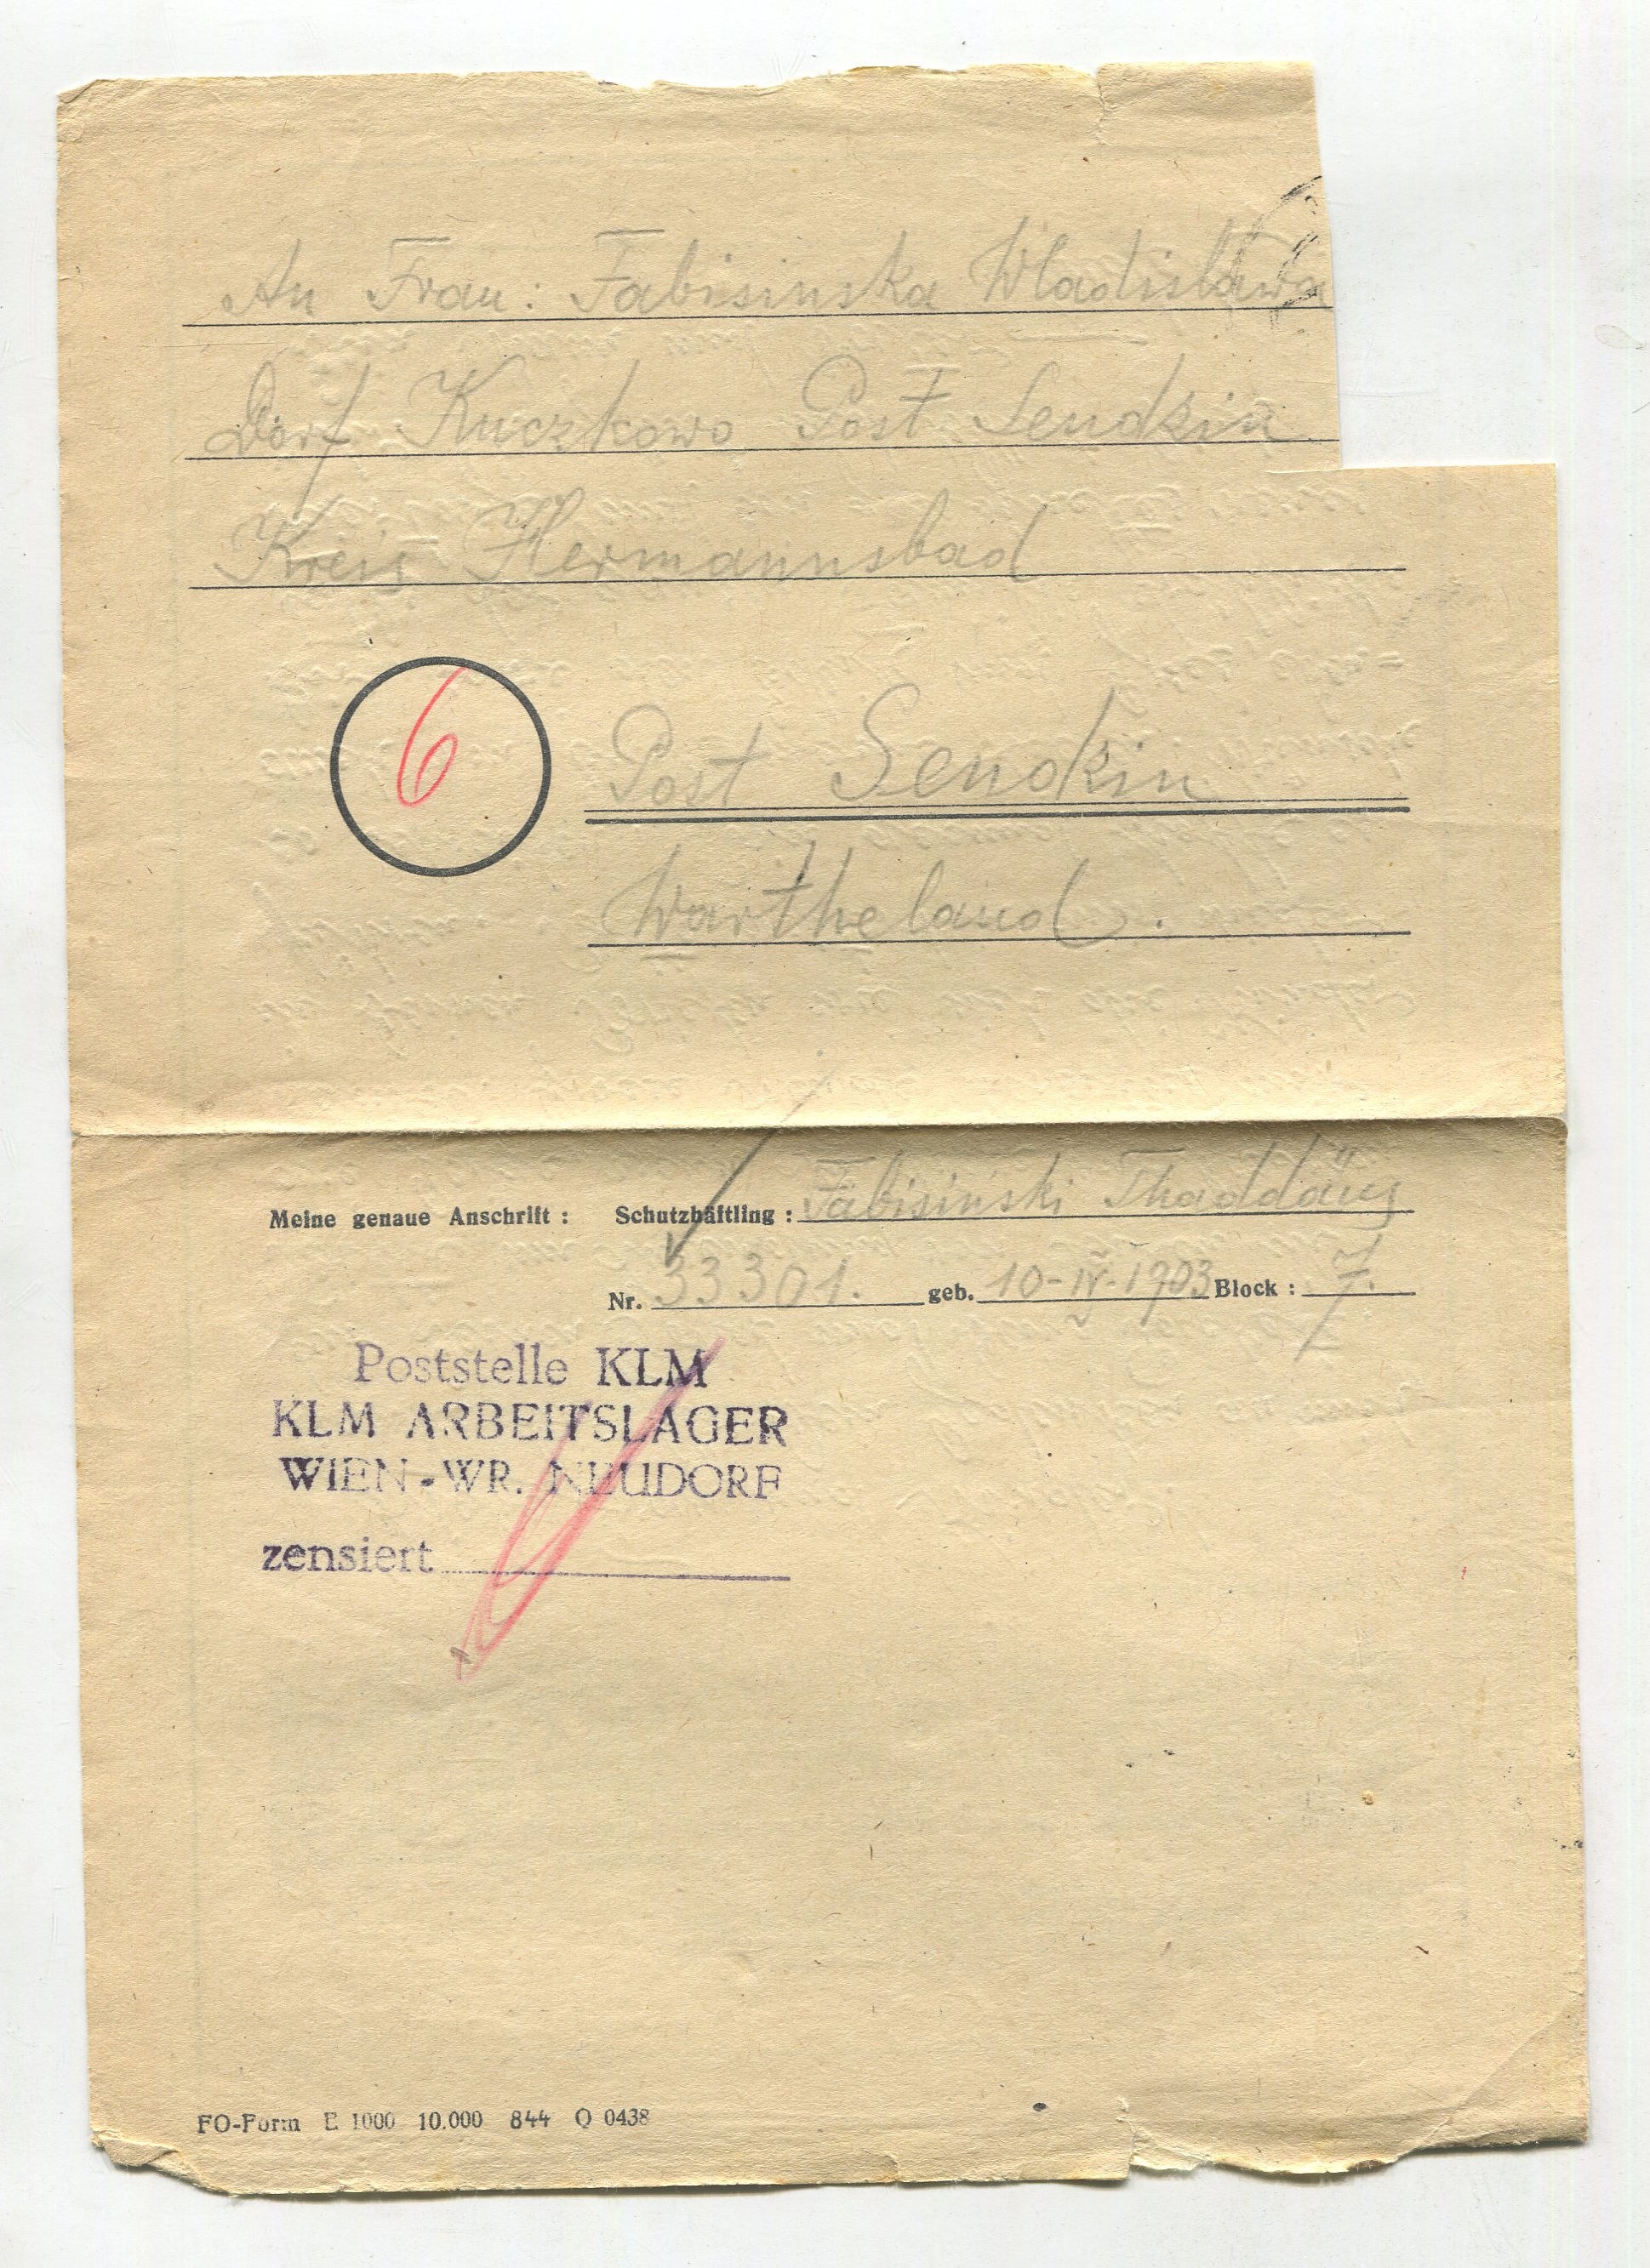 An Frau: Fabisinska Wladislawa
Dorf Kuczkowo Post Sendzin
Kreis Hermannsbad
6
Post Sendzin
Wartheland.
Meine genaue Anschrift: Schutzhäftling: Fabisinski Thaddäus
Nr. 33301. geb. 10-IV-1903 Block: 7.
Poststelle KLM
KLM ARBEITSLAGER
WIEN-WR. NEUDORF
zensiert
FO-Form E 1000 10.000 844 Q 0438